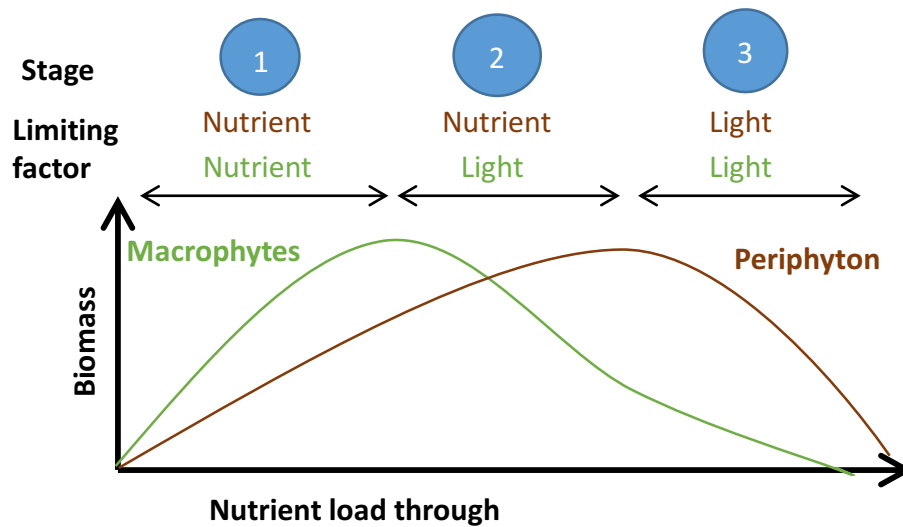 Stage 1 2 3
Limiting factor Nutrient Nutrient Light
Nutrient Light Light
Macrophytes
Periphyton
Biomass
Nutrient load through